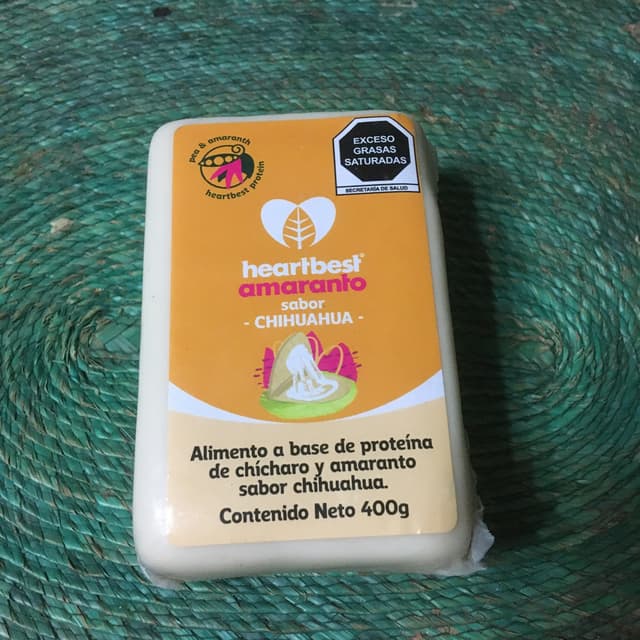 pea & amaranth
heartbest protein
EXCESO
GRASAS
SATURADAS
SECRETARÍA DE SALUD
heartbest®
amaranto
sabor
- CHIHUAHUA -
Alimento a base de proteína
de chícharo y amaranto
sabor chihuahua.
Contenido Neto 400g